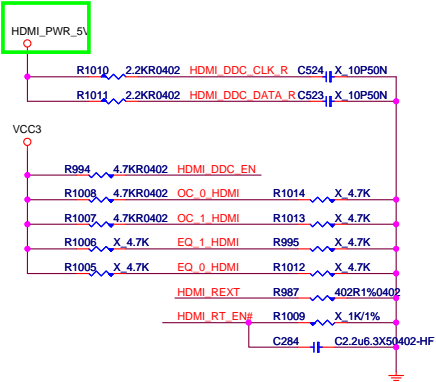 HDMI_PWR_5V
R1010 2.2KR0402 HDMI_DDC_CLK_R C524 X_10P50N
R1011 2.2KR0402 HDMI_DDC_DATA_R C523 X_10P50N
VCC3
R994 4.7KR0402 HDMI_DDC_EN
R1008 4.7KR0402 OC_0_HDMI R1014 X_4.7K
R1007 4.7KR0402 OC_1_HDMI R1013 X_4.7K
R1006 X_4.7K EQ_1_HDMI R995 X_4.7K
R1005 X_4.7K EQ_0_HDMI R1012 X_4.7K
HDMI_REXT R987 402R1%0402
HDMI_RT_EN# R1009 X_1K/1%
C284 C2.2u6.3X50402-HF